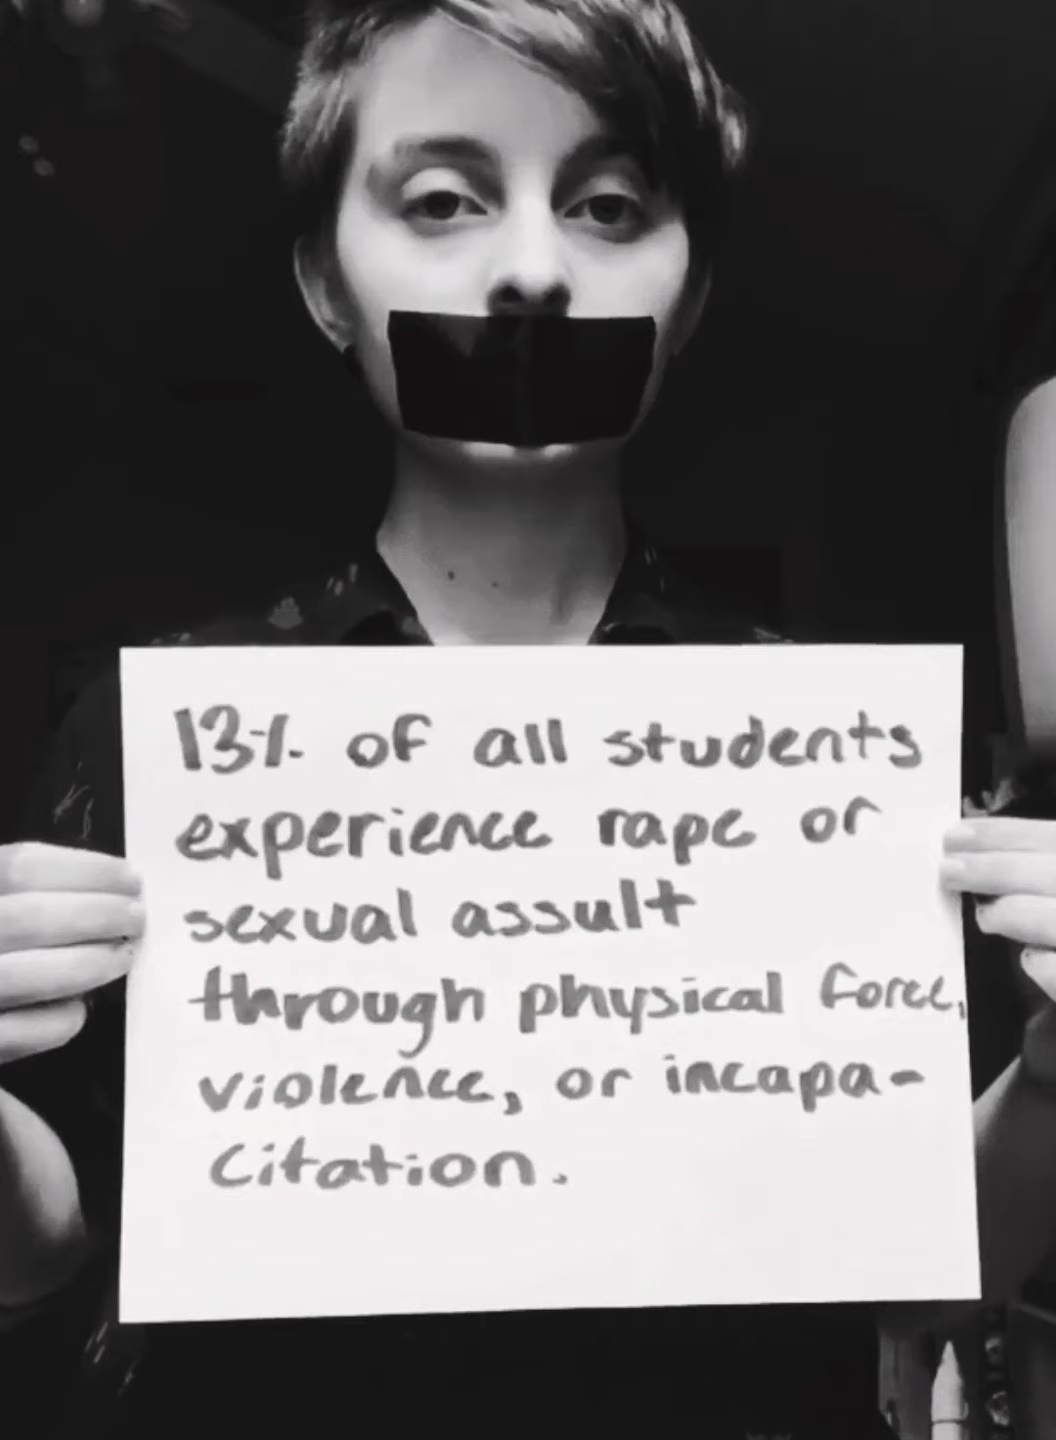 13% of all students
experience rape or
sexual assult
through physical force,
violence, or incapa-
citation.